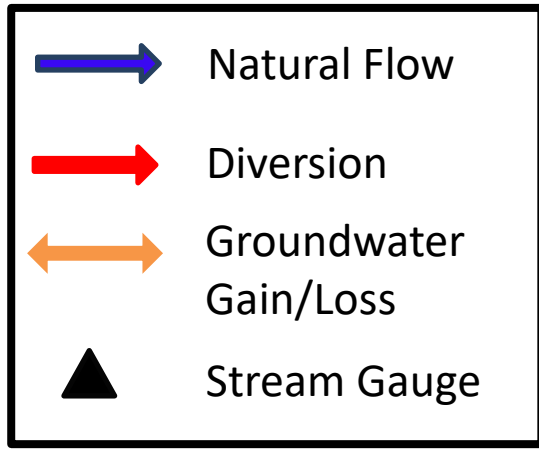 Natural Flow
Diversion
Groundwater
Gain/Loss
Stream Gauge